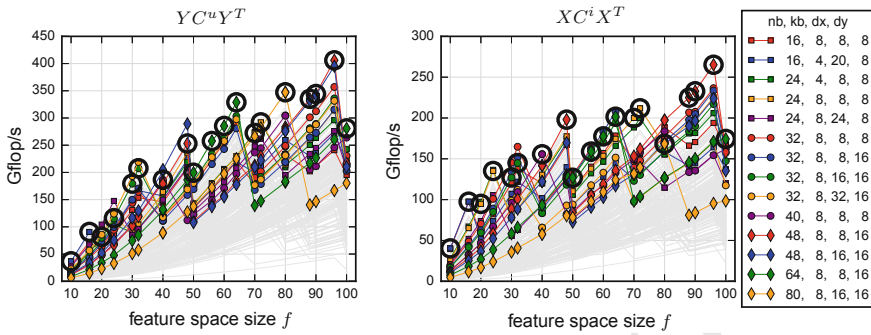 YCᵘYᵀ
Gflop/s
450
400
350
300
250
200
150
100
50
0
10 20 30 40 50 60 70 80 90 100
feature space size f
XCⁱXᵀ
300
250
200
150
100
50
0
10 20 30 40 50 60 70 80 90 100
feature space size f
nb, kb, dx, dy
16, 8, 8, 8
16, 4, 20, 8
24, 4, 8, 8
24, 8, 8, 8
24, 8, 24, 8
32, 8, 8, 8
32, 8, 8, 16
32, 8, 16, 16
32, 8, 32, 16
40, 8, 8, 8
48, 8, 8, 16
48, 8, 16, 16
64, 8, 8, 16
80, 8, 16, 16